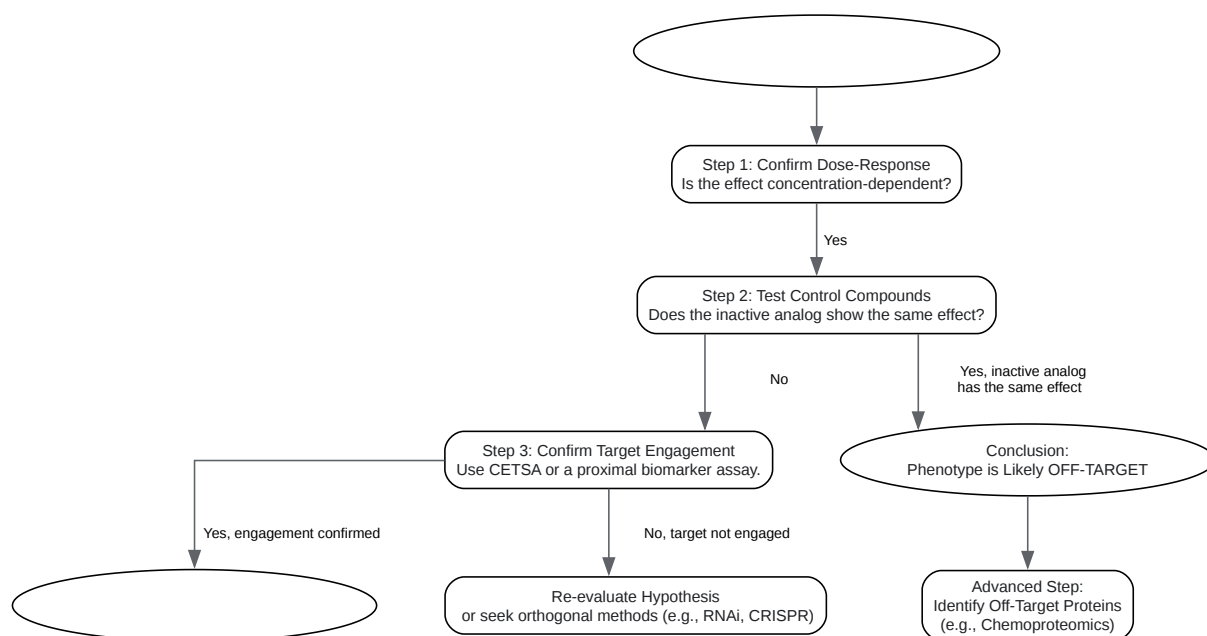 Step 1: Confirm Dose-Response
Is the effect concentration-dependent?
Yes
Step 2: Test Control Compounds
Does the inactive analog show the same effect?
No
Yes, inactive analog
has the same effect
Step 3: Confirm Target Engagement
Use CETSA or a proximal biomarker assay.
Conclusion:
Phenotype is Likely OFF-TARGET
Yes, engagement confirmed
No, target not engaged
Re-evaluate Hypothesis
or seek orthogonal methods (e.g., RNAi, CRISPR)
Advanced Step:
Identify Off-Target Proteins
(e.g., Chemoproteomics)